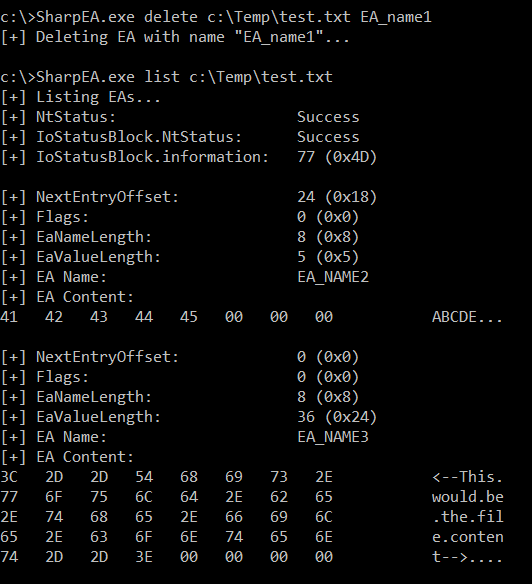 c:\>SharpEA.exe delete c:\Temp\test.txt EA_name1
[+] Deleting EA with name "EA_name1"...
c:\>SharpEA.exe list c:\Temp\test.txt
[+] Listing EAs...
[+] NtStatus: Success
[+] IoStatusBlock.NtStatus: Success
[+] IoStatusBlock.information: 77 (0x4D)
[+] NextEntryOffset: 24 (0x18)
[+] Flags: 0 (0x0)
[+] EaNameLength: 8 (0x8)
[+] EaValueLength: 5 (0x5)
[+] EA Name: EA_NAME2
[+] EA Content:
41 42 43 44 45 00 00 00 ABCDE...
[+] NextEntryOffset: 0 (0x0)
[+] Flags: 0 (0x0)
[+] EaNameLength: 8 (0x8)
[+] EaValueLength: 36 (0x24)
[+] EA Name: EA_NAME3
[+] EA Content:
3C 2D 2D 54 68 69 73 2E <--This.
77 6F 75 6C 64 2E 62 65 would.be
2E 74 68 65 2E 66 69 6C .the.fil
65 2E 63 6F 6E 74 65 6E e.conten
74 2D 2D 3E 00 00 00 00 t-->....